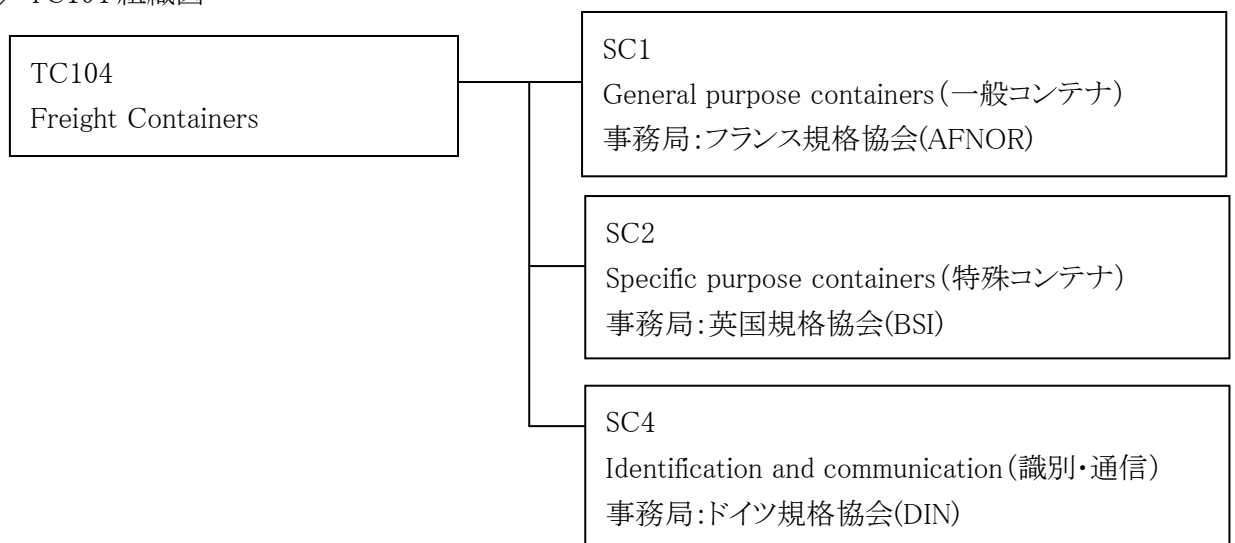 TC104
Freight Containers
SC1
General purpose containers(一般コンテナ)
事務局:フランス規格協会(AFNOR)
SC2
Specific purpose containers(特殊コンテナ)
事務局:英国規格協会(BSI)
SC4
Identification and communication(識別・通信)
事務局:ドイツ規格協会(DIN)